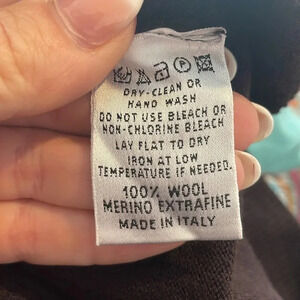 P
DRY-CLEAN OR
HAND WASH
DO NOT USE BLEACH OR
NON-CHLORINE BLEACH
LAY FLAT TO DRY
IRON AT LOW
TEMPERATURE IF NEEDED.
100% WOOL
MERINO EXTRAFINE
MADE IN ITALY